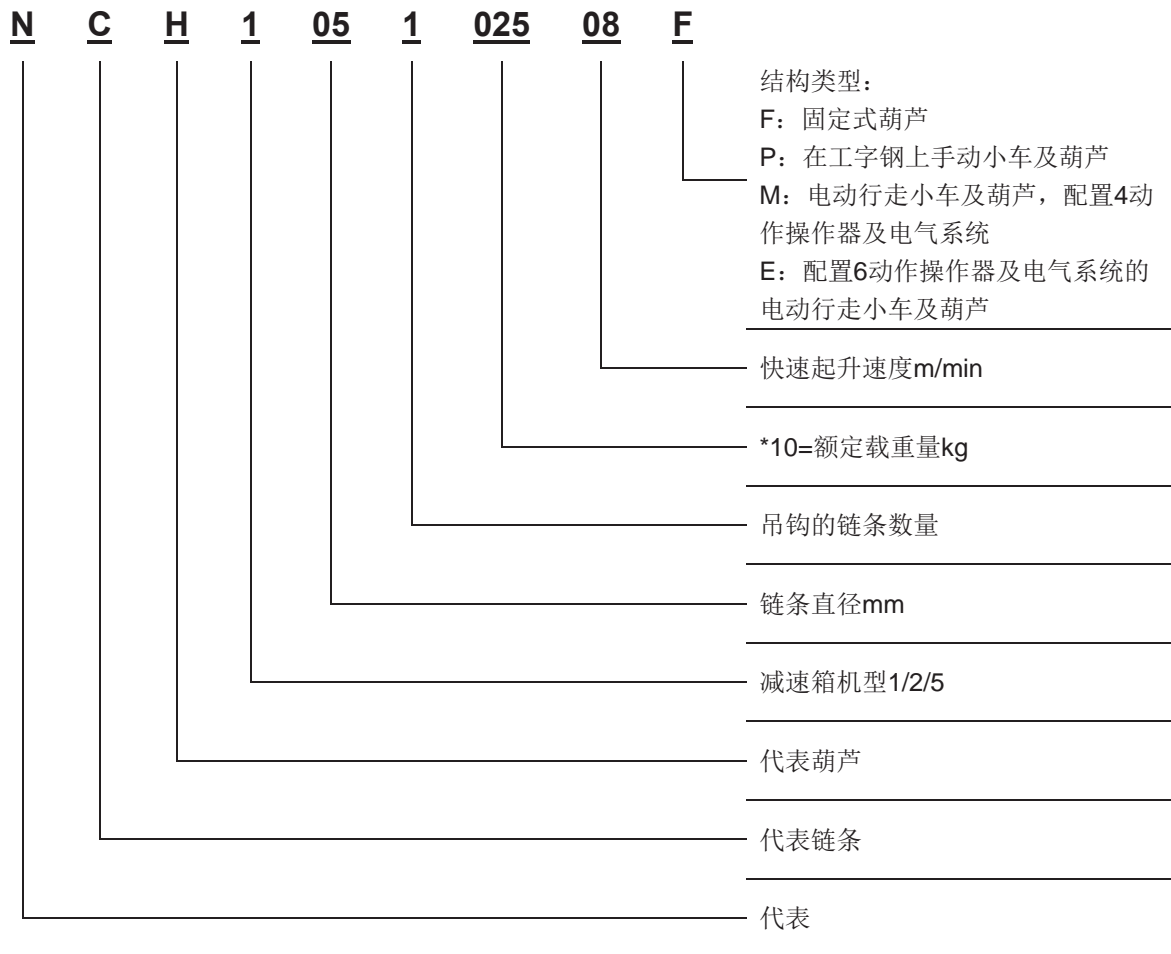 N C H 1 05 1 025 08 F
结构类型：
F：固定式葫芦
P：在工字钢上手动小车及葫芦
M：电动行走小车及葫芦，配置4动
作操作器及电气系统
E：配置6动作操作器及电气系统的
电动行走小车及葫芦
快速起升速度m/min
*10=额定载重量kg
吊钩的链条数量
链条直径mm
减速箱机型1/2/5
代表葫芦
代表链条
代表